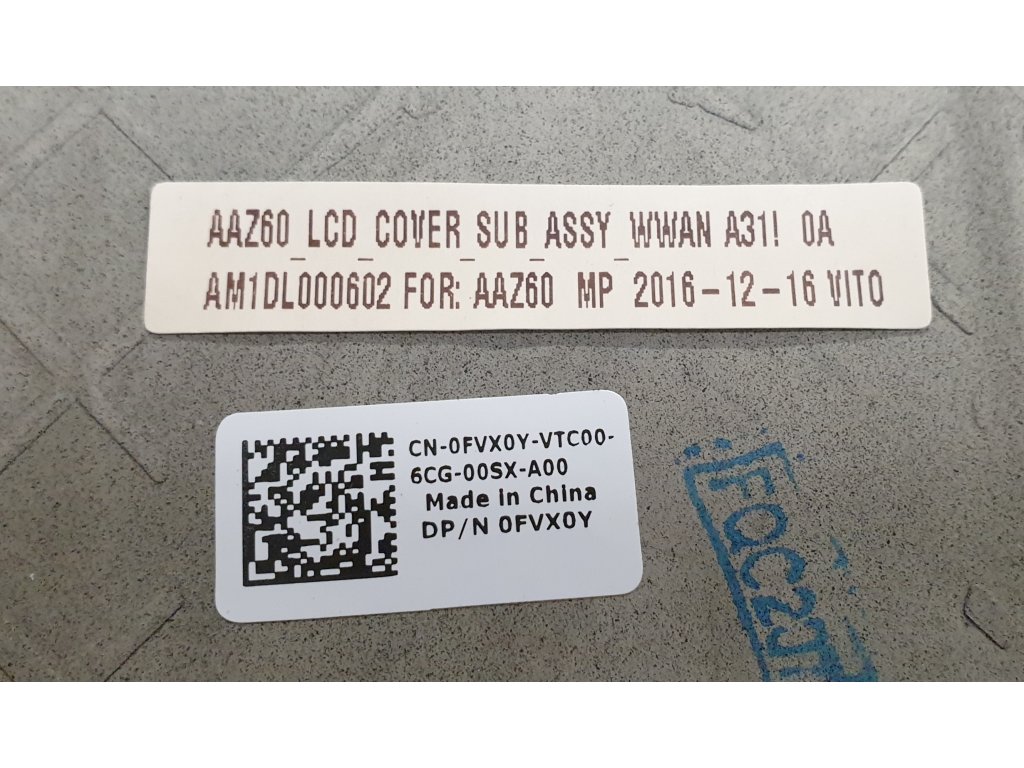 AAZ60_LCD_COVER_SUB_ASSY_WWAN A31! 0A
AM1DL000602 FOR: AAZ60 MP 2016-12-16 VITO
CN-0FVX0Y-VTC00-
6CG-00SX-A00
Made in China
DP/N 0FVX0Y